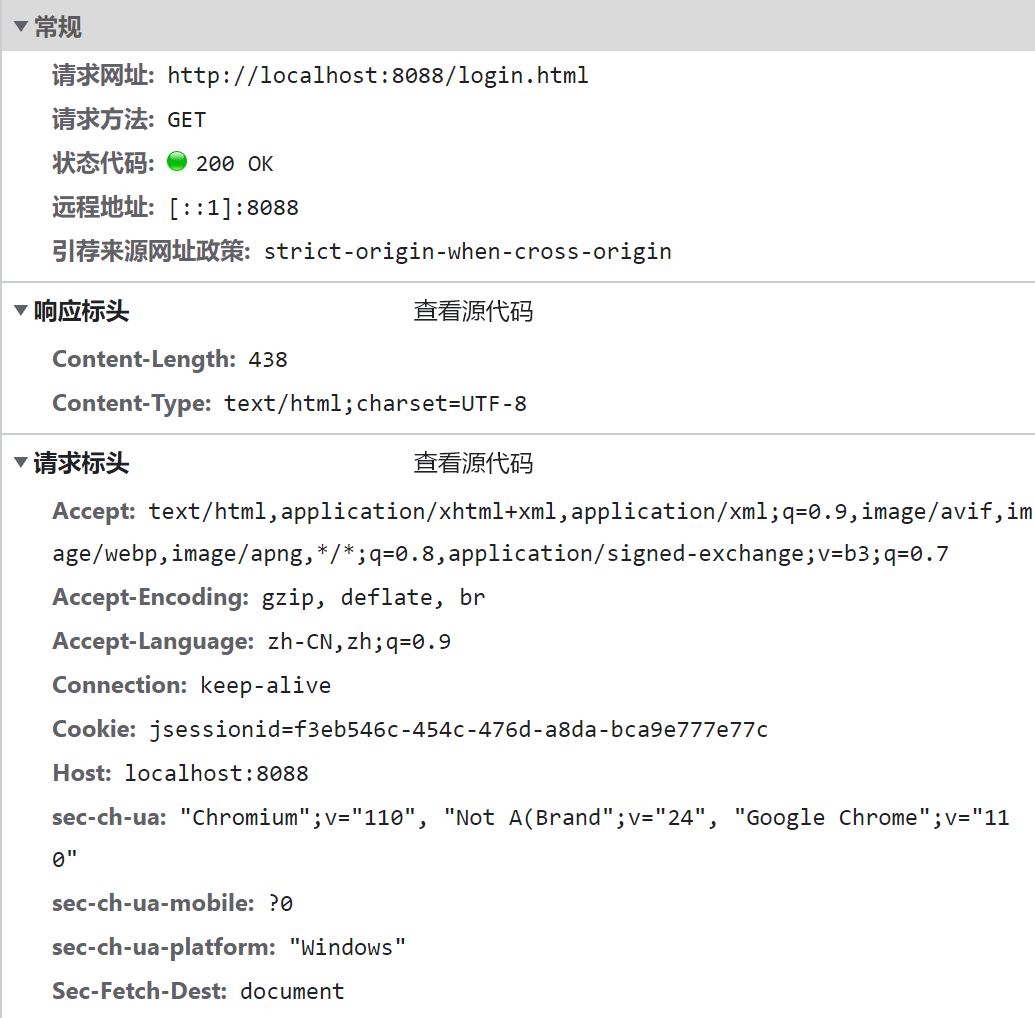 常规
请求网址: http://localhost:8088/login.html
请求方法: GET
状态代码: 200 OK
远程地址: [::1]:8088
引荐来源网址政策: strict-origin-when-cross-origin
响应标头 查看源代码
Content-Length: 438
Content-Type: text/html;charset=UTF-8
请求标头 查看源代码
Accept: text/html,application/xhtml+xml,application/xml;q=0.9,image/avif,im
age/webp,image/apng,*/*;q=0.8,application/signed-exchange;v=b3;q=0.7
Accept-Encoding: gzip, deflate, br
Accept-Language: zh-CN,zh;q=0.9
Connection: keep-alive
Cookie: jsessionid=f3eb546c-454c-476d-a8da-bca9e777e77c
Host: localhost:8088
sec-ch-ua: "Chromium";v="110", "Not A(Brand";v="24", "Google Chrome";v="11
0"
sec-ch-ua-mobile: ?0
sec-ch-ua-platform: "Windows"
Sec-Fetch-Dest: document